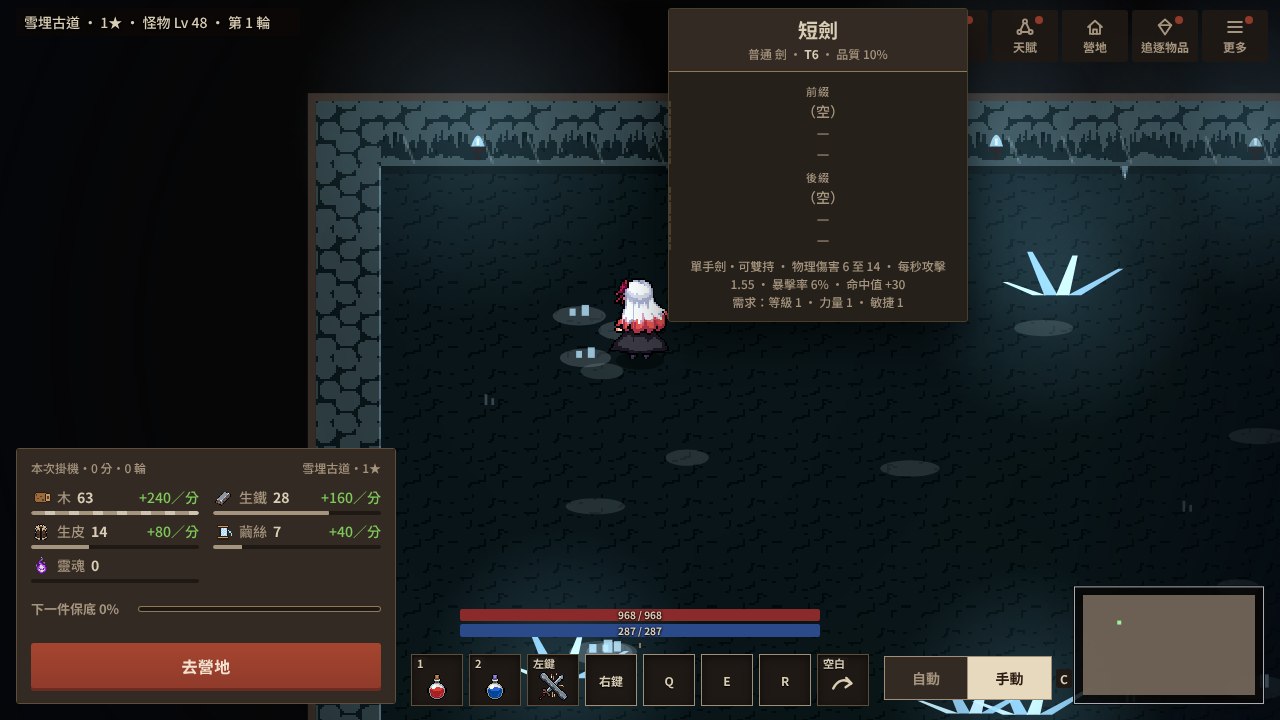 雪埋古道 · 1★ · 怪物 Lv 48 · 第 1 輪
天賦
營地
追逐物品
更多
短劍
普通 劍 · T6 · 品質 10%
前綴
（空）
—
—
後綴
（空）
—
—
單手劍·可雙持 · 物理傷害 6 至 14 · 每秒攻擊
1.55 · 暴擊率 6% · 命中值 +30
需求：等級 1 · 力量 1 · 敏捷 1
本次掛機·0 分·0 輪
雪埋古道·1★
木 63 +240／分
生鐵 28 +160／分
生皮 14 +80／分
繭絲 7 +40／分
靈魂 0
下一件保底 0%
去營地
968 / 968
287 / 287
1
2
左鍵
右鍵
Q
E
R
空白
自動
手動
C